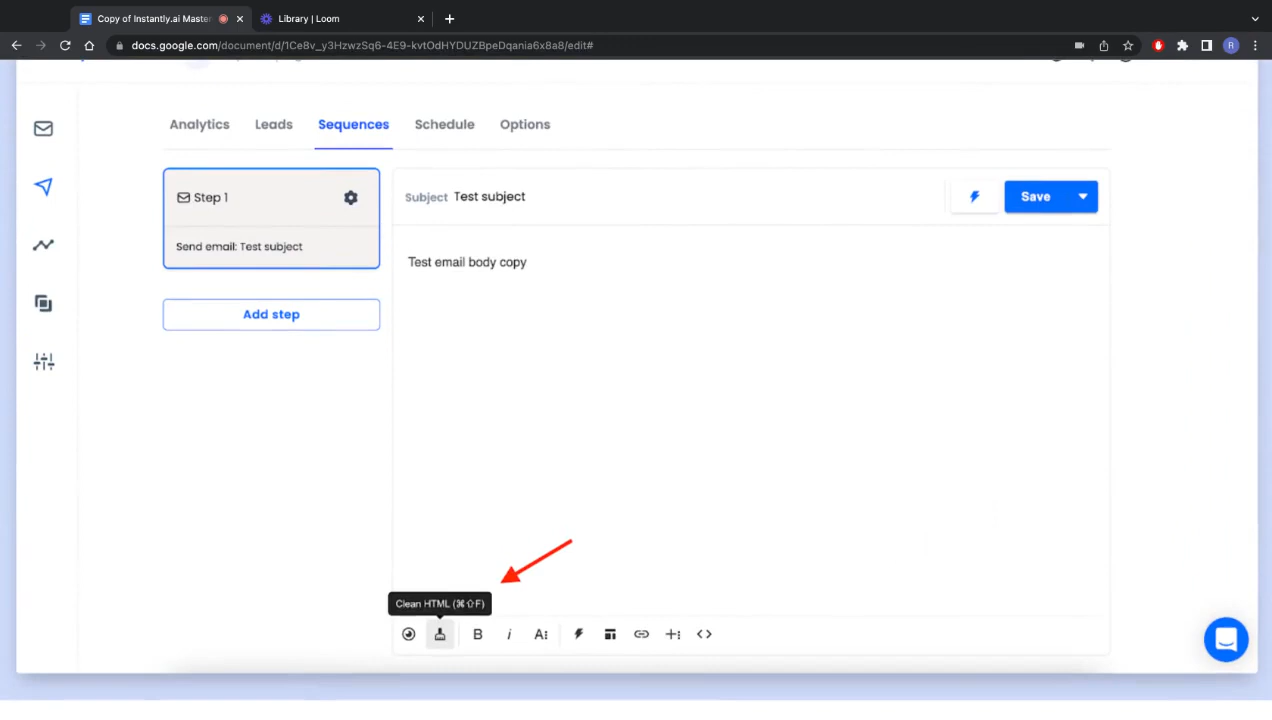 Copy of Instantly.ai Master
Library | Loom
docs.google.com/document/d/1Ce8v_y3HzwzSq6-4E9-kvtOdHYDUZBpeDqania6x8a8/edit#
R
Analytics
Leads
Sequences
Schedule
Options
Step 1
Send email: Test subject
Add step
Subject Test subject
Save
Test email body copy
Clean HTML (⌘⇧F)
B
i
A